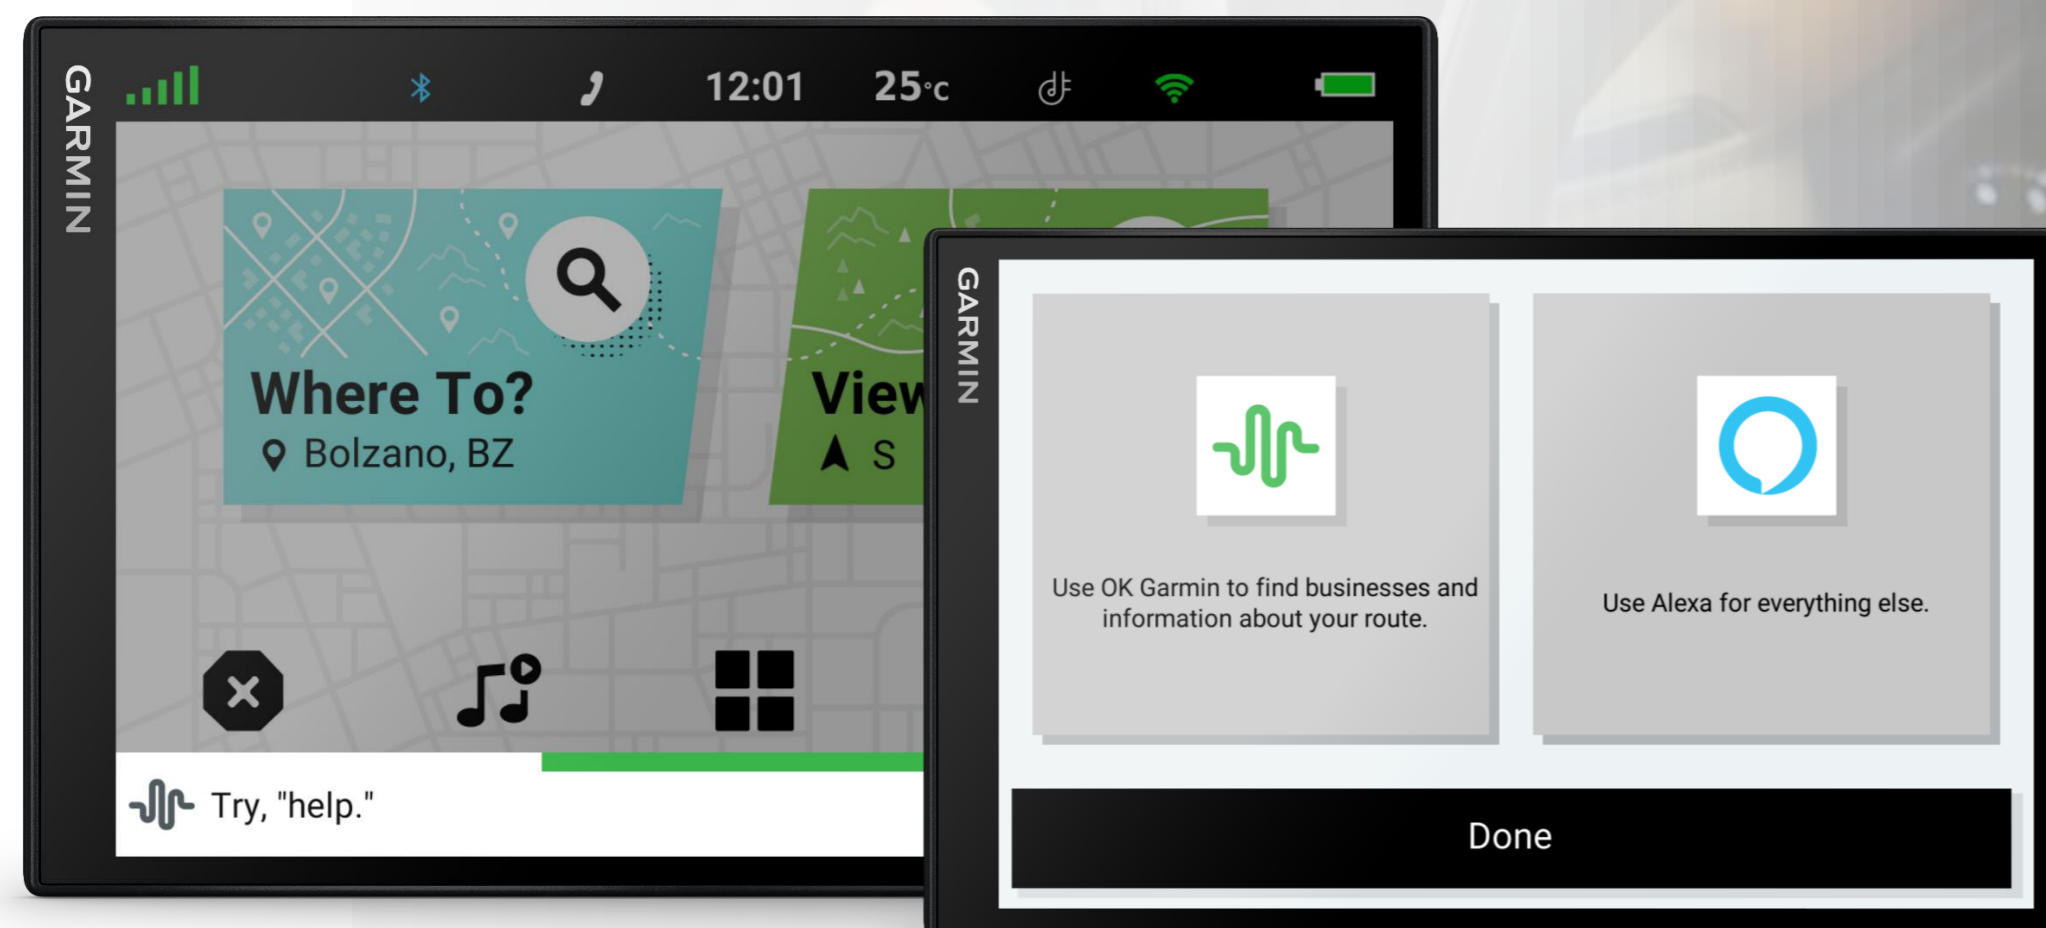 GARMIN
12:01
25°C
Where To?
Bolzano, BZ
View
S
Try, "help."
GARMIN
Use OK Garmin to find businesses and
information about your route.
Use Alexa for everything else.
Done